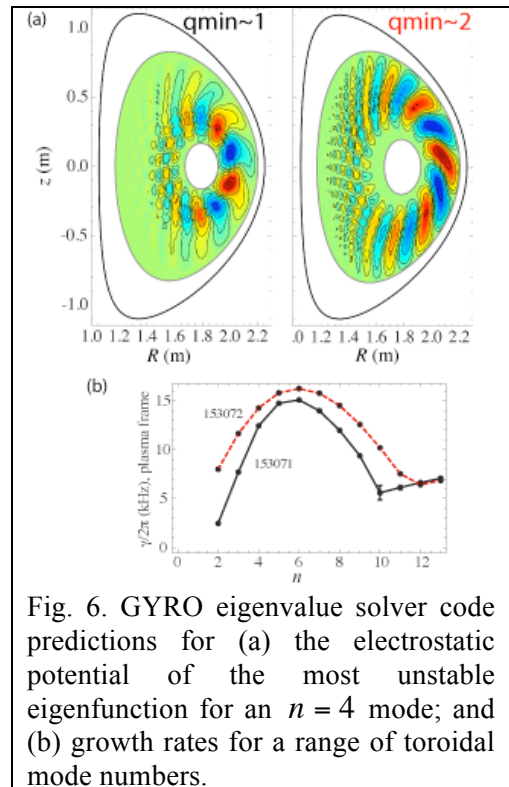 (a)
qmin~1
qmin~2
1.0
0.5
0.0
-0.5
-1.0
z (m)
1.0 1.2 1.4 1.6 1.8 2.0 2.2
R (m)
.0 1.2 1.4 1.6 1.8 2.0 2.2
R (m)
(b)
15
10
5
0
γ/2π (kHz), plasma frame
153072
153071
0 2 4 6 8 10 12
n
Fig. 6. GYRO eigenvalue solver code
predictions for (a) the electrostatic
potential of the most unstable
eigenfunction for an n = 4 mode; and
(b) growth rates for a range of toroidal
mode numbers.